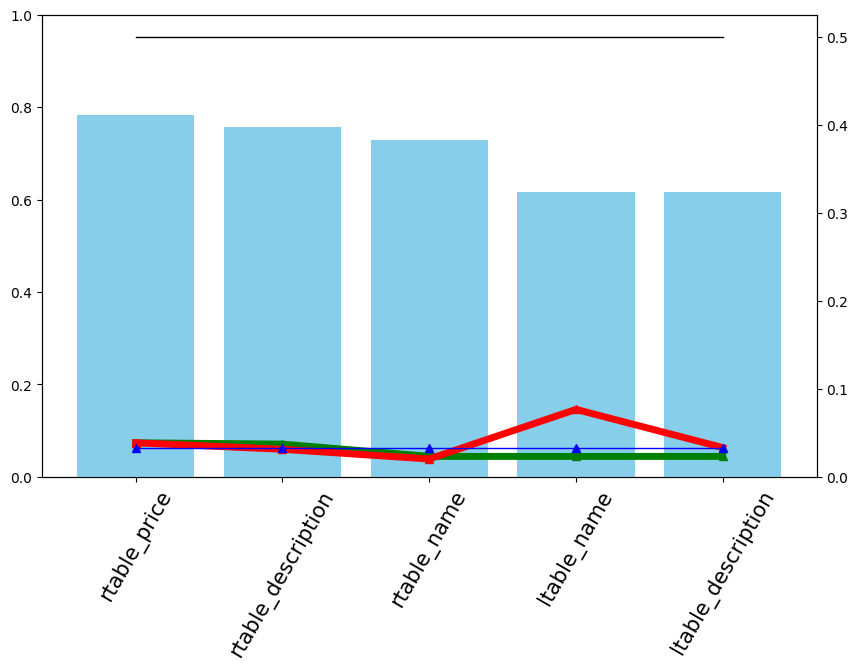 1.0
0.8
0.6
0.4
0.2
0.0
0.5
0.4
0.3
0.2
0.1
0.0
rtable_price
rtable_description
rtable_name
ltable_name
ltable_description